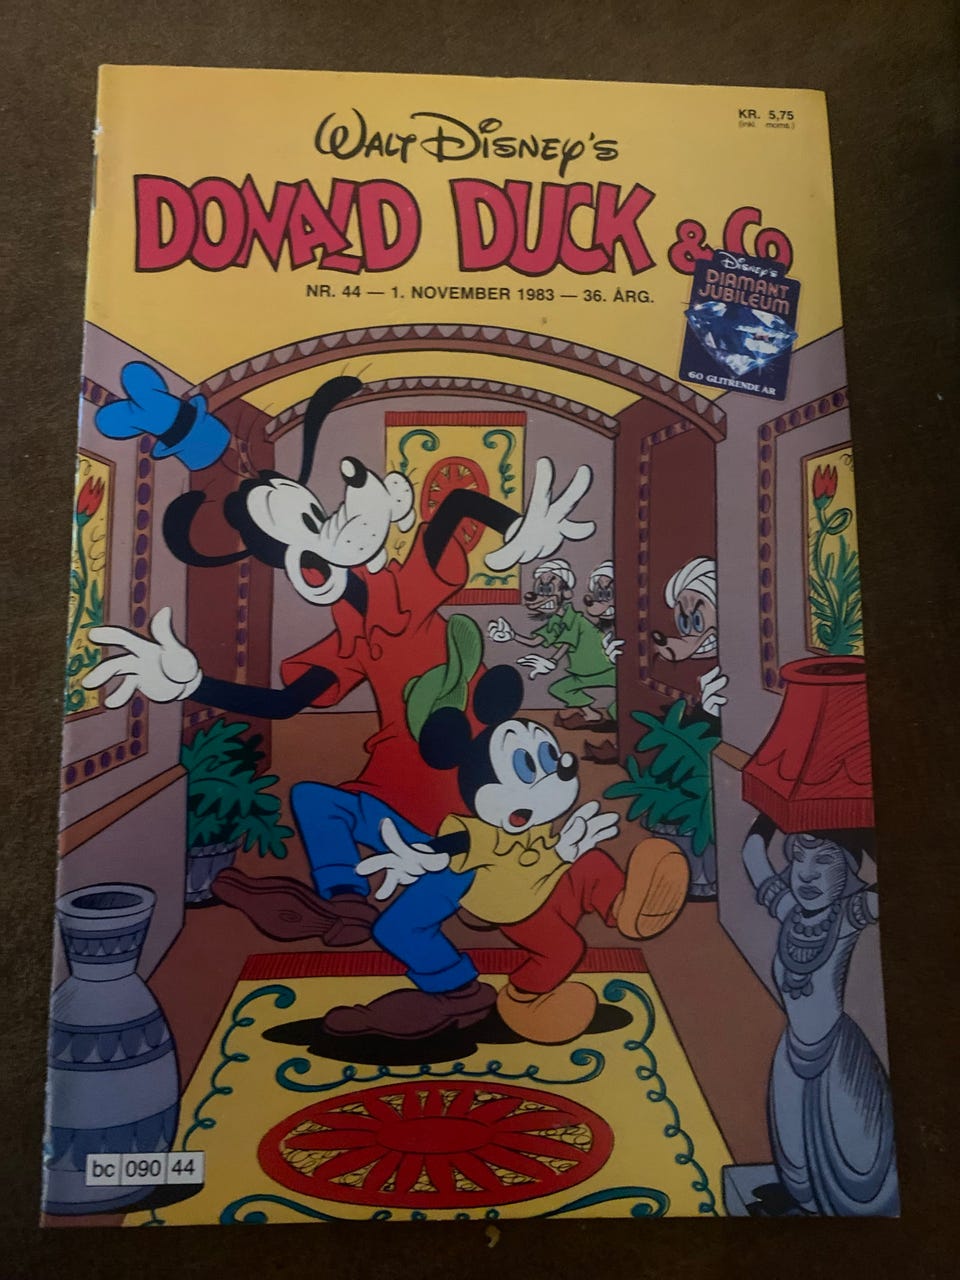 WALT DISNEY'S
KR. 5,75
(inkl. moms.)
DONALD DUCK & Co
NR. 44 — 1. NOVEMBER 1983 — 36. ÅRG.
DISNEY'S
DIAMANT
JUBILEUM
60 GLITRENDE ÅR
bc 090 44